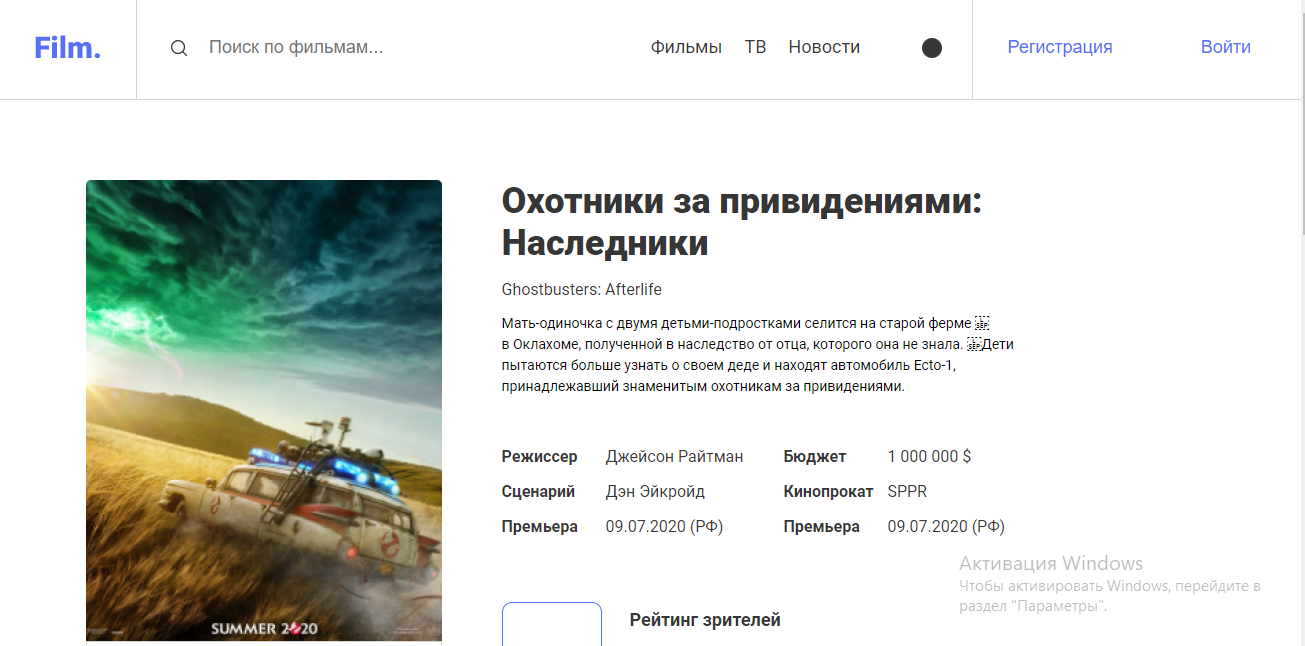 Film.
Поиск по фильмам...
Фильмы ТВ Новости
Регистрация
Войти
Охотники за привидениями:
Наследники
Ghostbusters: Afterlife
Мать-одиночка с двумя детьми-подростками селится на старой ферме
в Оклахоме, полученной в наследство от отца, которого она не знала. Дети
пытаются больше узнать о своем деде и находят автомобиль Ecto-1,
принадлежавший знаменитым охотникам за привидениями.
Режиссер Джейсон Райтман Бюджет 1 000 000 $
Сценарий Дэн Эйкройд Кинопрокат SPPR
Премьера 09.07.2020 (РФ) Премьера 09.07.2020 (РФ)
Активация Windows
Чтобы активировать Windows, перейдите в
раздел "Параметры".
Рейтинг зрителей
SUMMER 2020